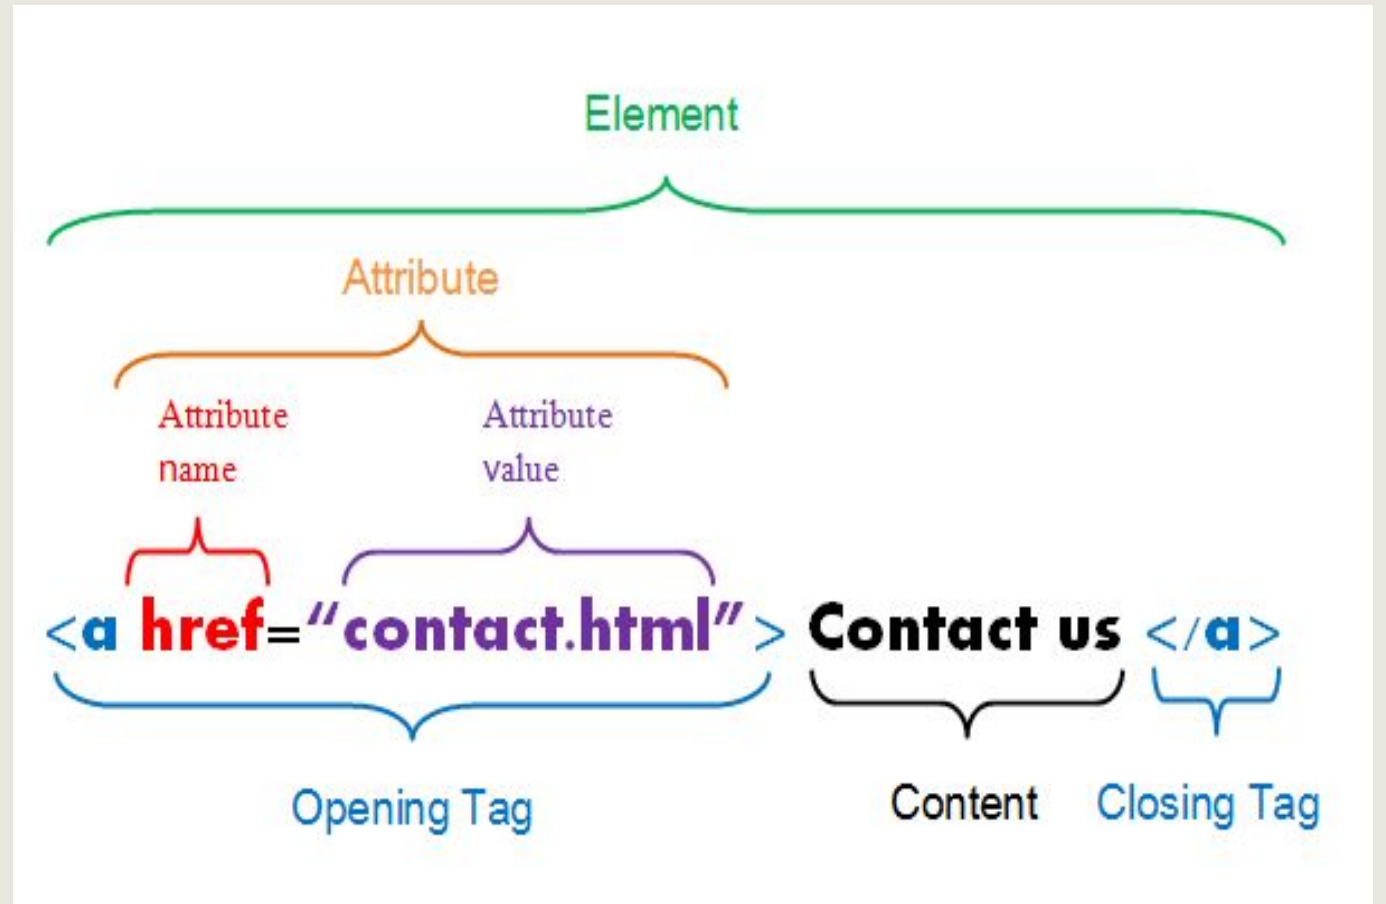 Element
Attribute
Attribute Attribute
name value
<a href=“contact.html”> Contact us </a>
Opening Tag Content Closing Tag